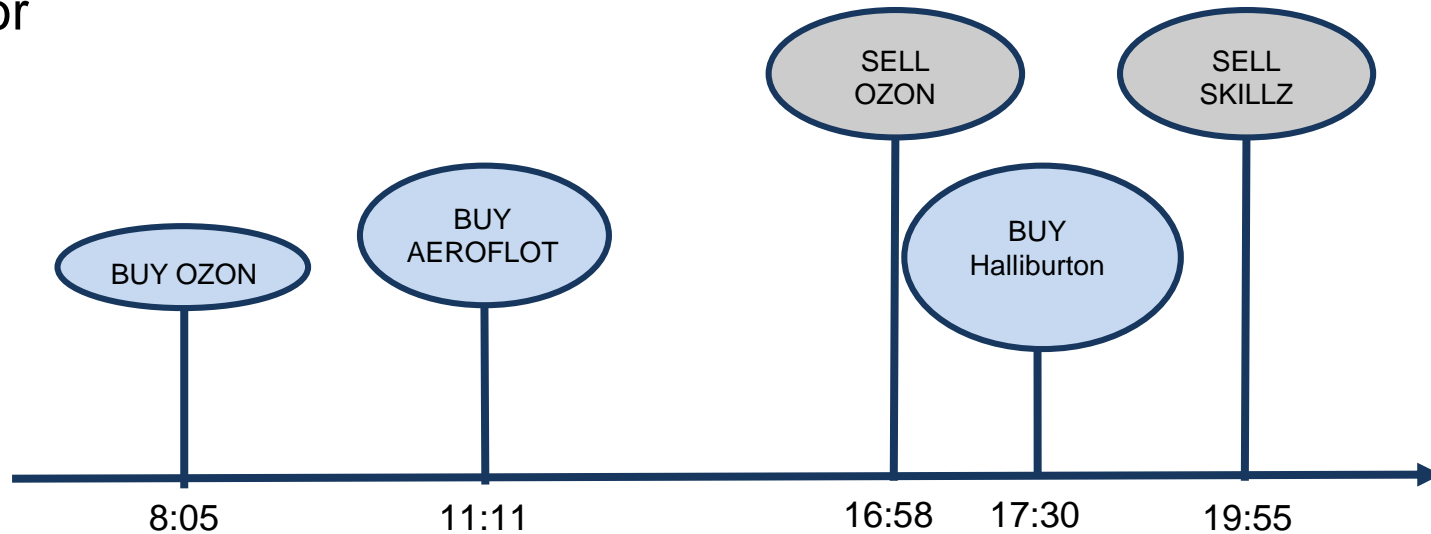 or
SELL
OZON
SELL
SKILLZ
BUY
AEROFLOT
BUY
Halliburton
BUY OZON
8:05
11:11
16:58
17:30
19:55